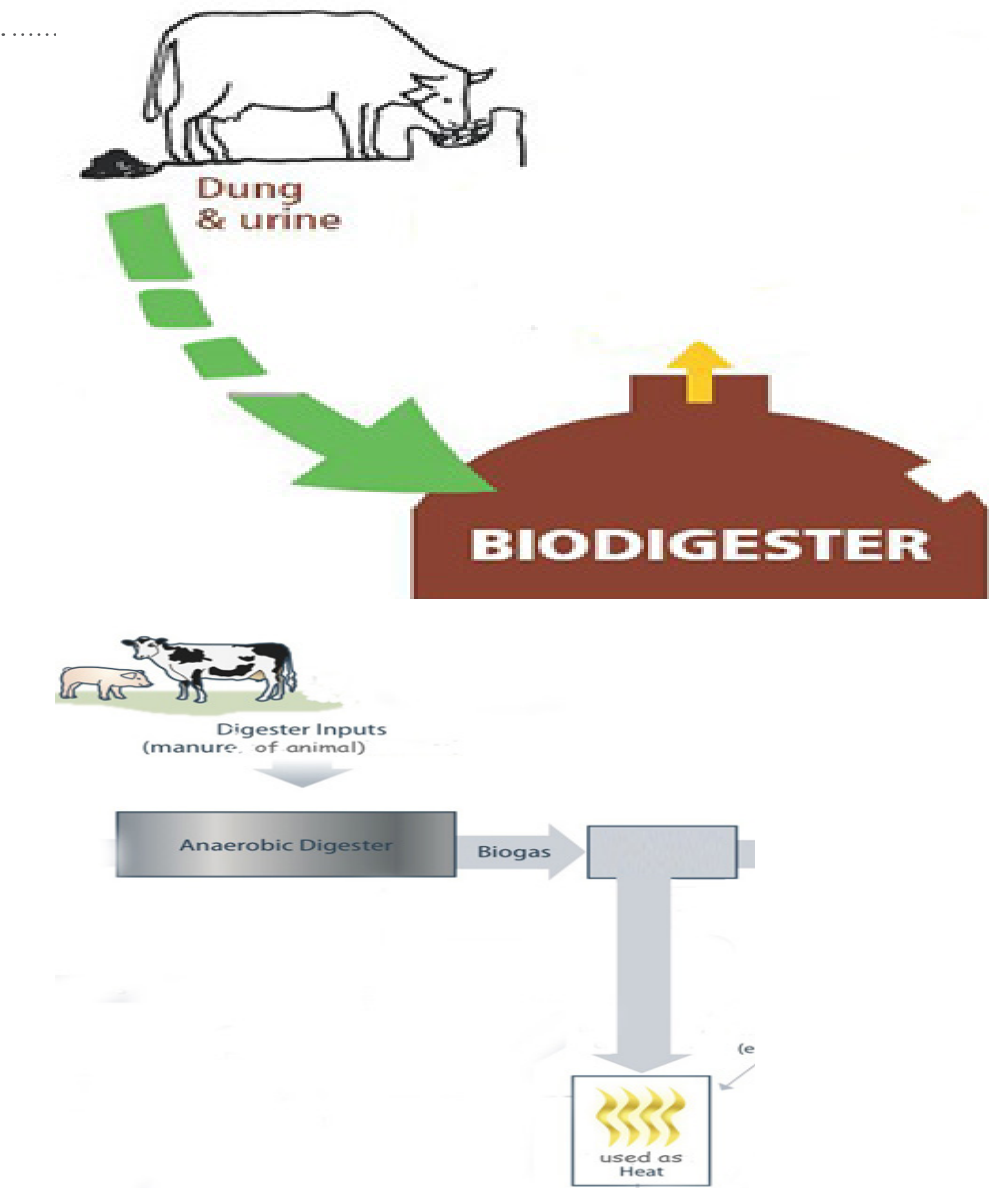 .......
Dung
& urine
BIODIGESTER
Digester Inputs
(manure. of animal)
Anaerobic Digester
Biogas
(e
used as
Heat